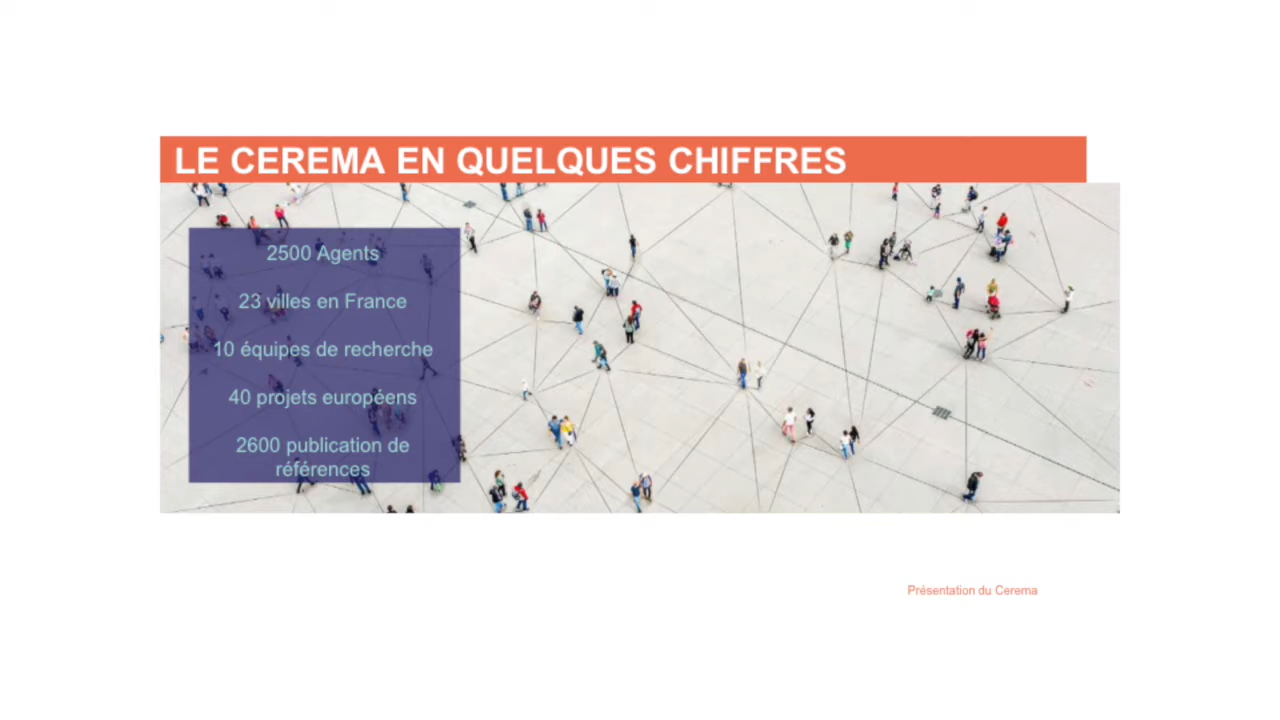 LE CEREMA EN QUELQUES CHIFFRES
2500 Agents
23 villes en France
10 équipes de recherche
40 projets européens
2600 publication de
références
Présentation du Cerema